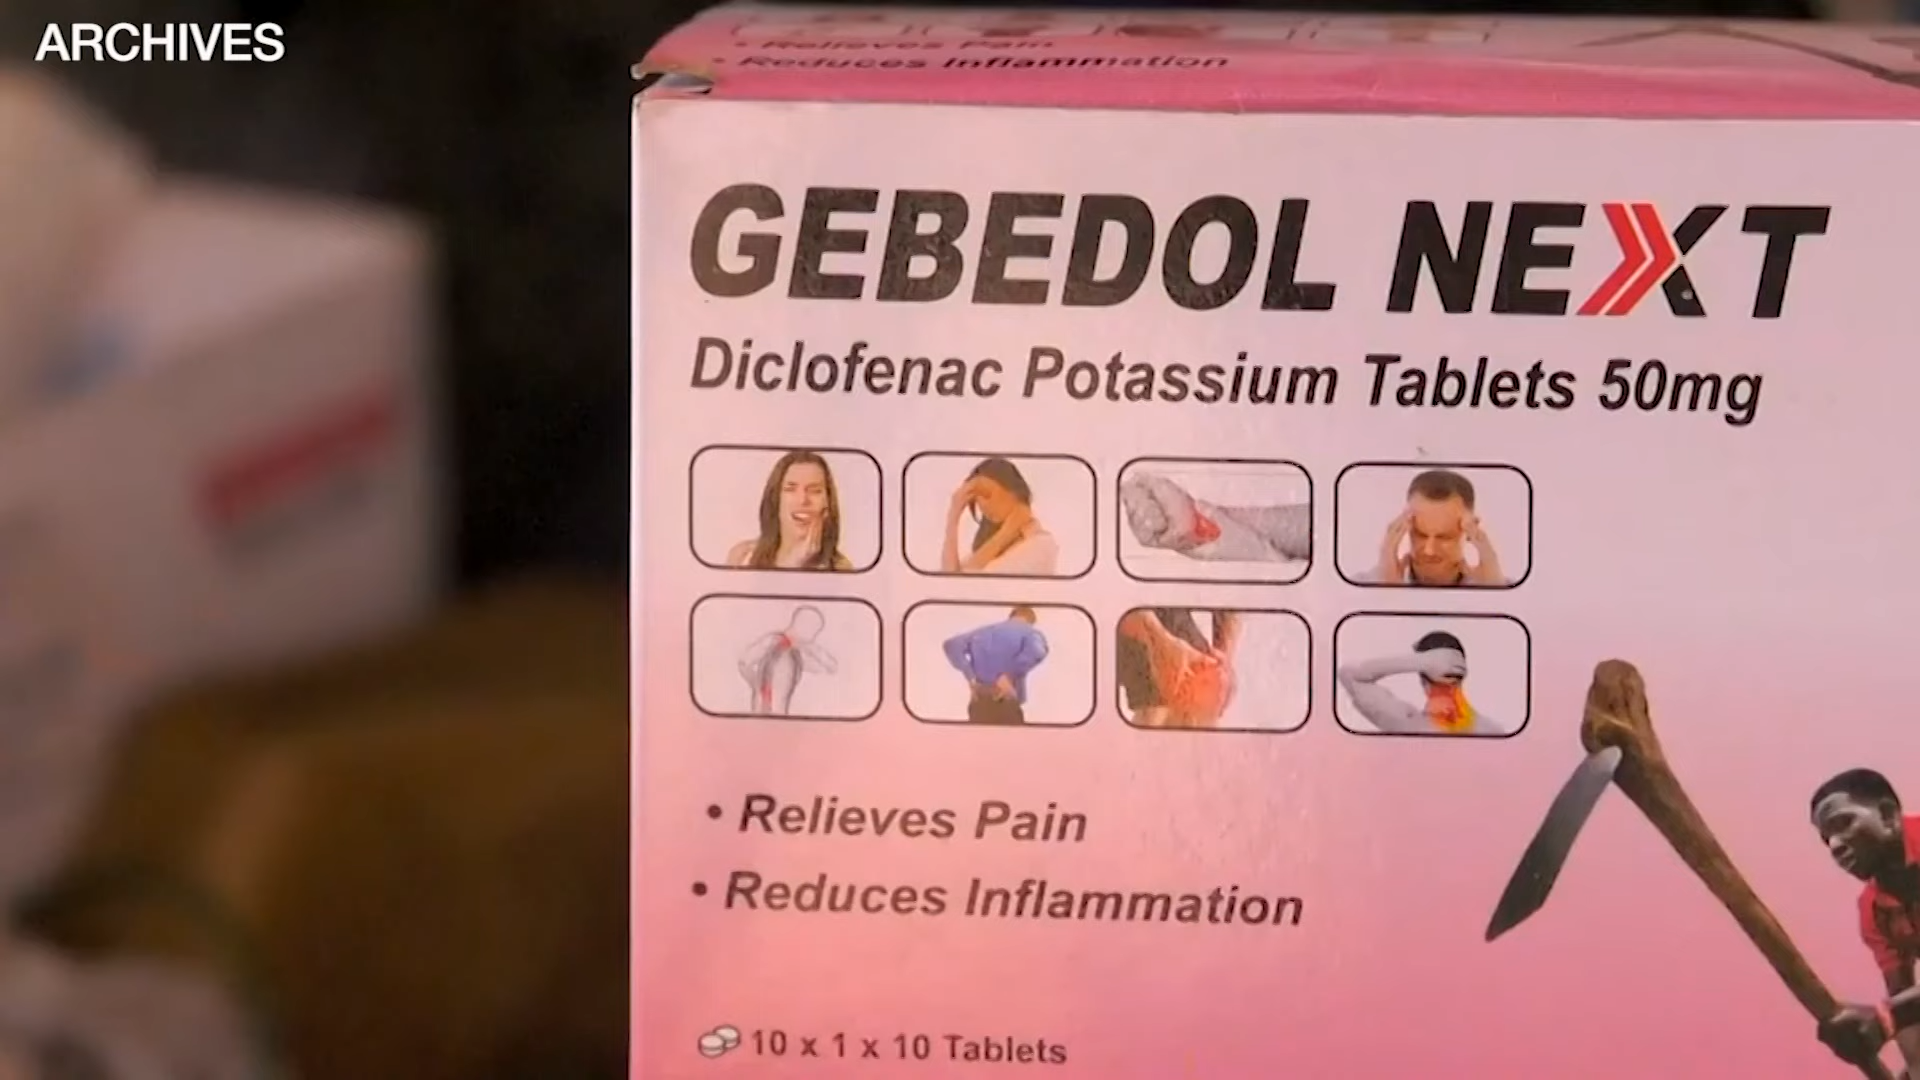 ARCHIVES
• Relieves Pain
• Reduces Inflammation
GEBEDOL NEXT
Diclofenac Potassium Tablets 50mg
• Relieves Pain
• Reduces Inflammation
10 x 1 x 10 Tablets